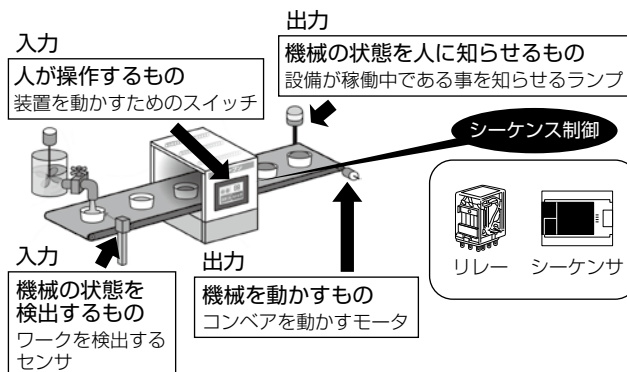 入力
人が操作するもの
装置を動かすためのスイッチ
出力
機械の状態を人に知らせるもの
設備が稼働中である事を知らせるランプ
シーケンス制御
リレー
シーケンサ
入力
機械の状態を
検出するもの
ワークを検出する
センサ
出力
機械を動かすもの
コンベアを動かすモータ